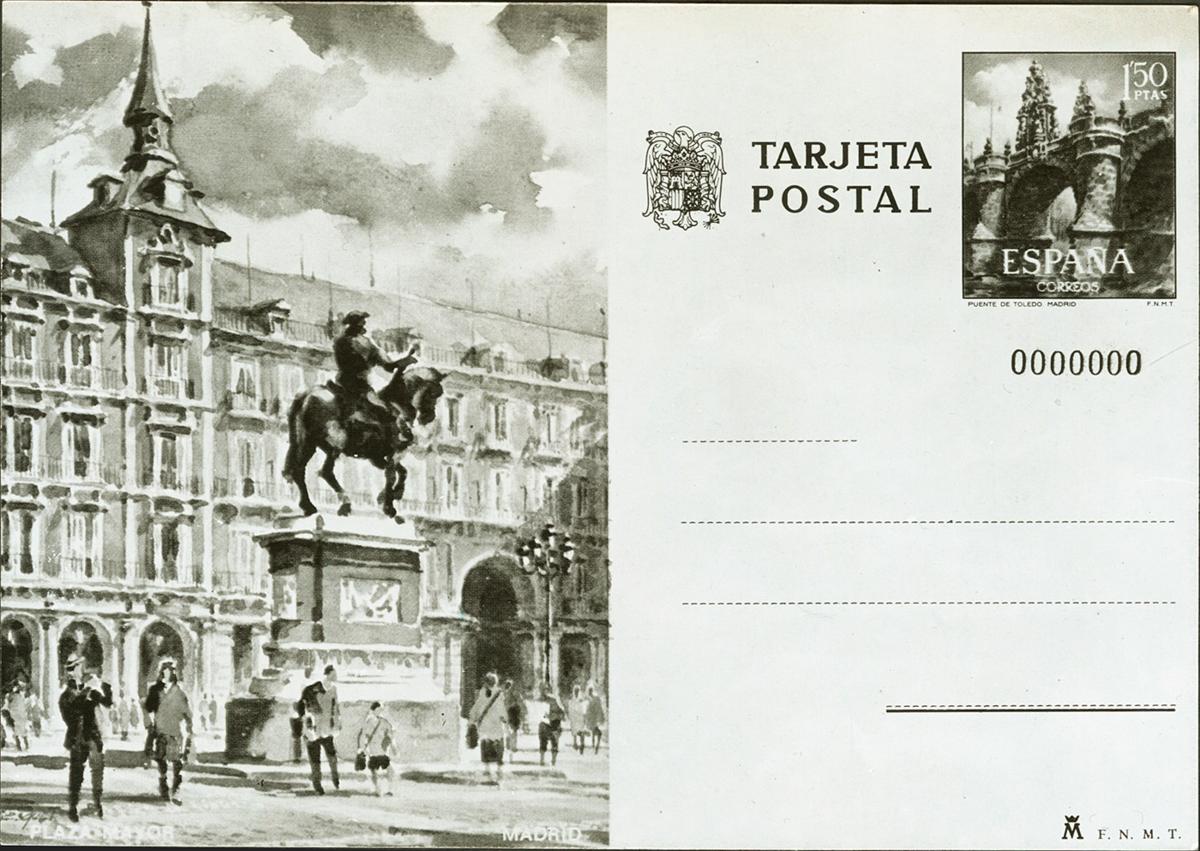 TARJETA
POSTAL
1'50
PTAS
ESPAÑA
CORREOS
PUENTE DE TOLEDO. MADRID
F.N.M.T.
0000000
PLAZA MAYOR
MADRID
M F. N. M. T.